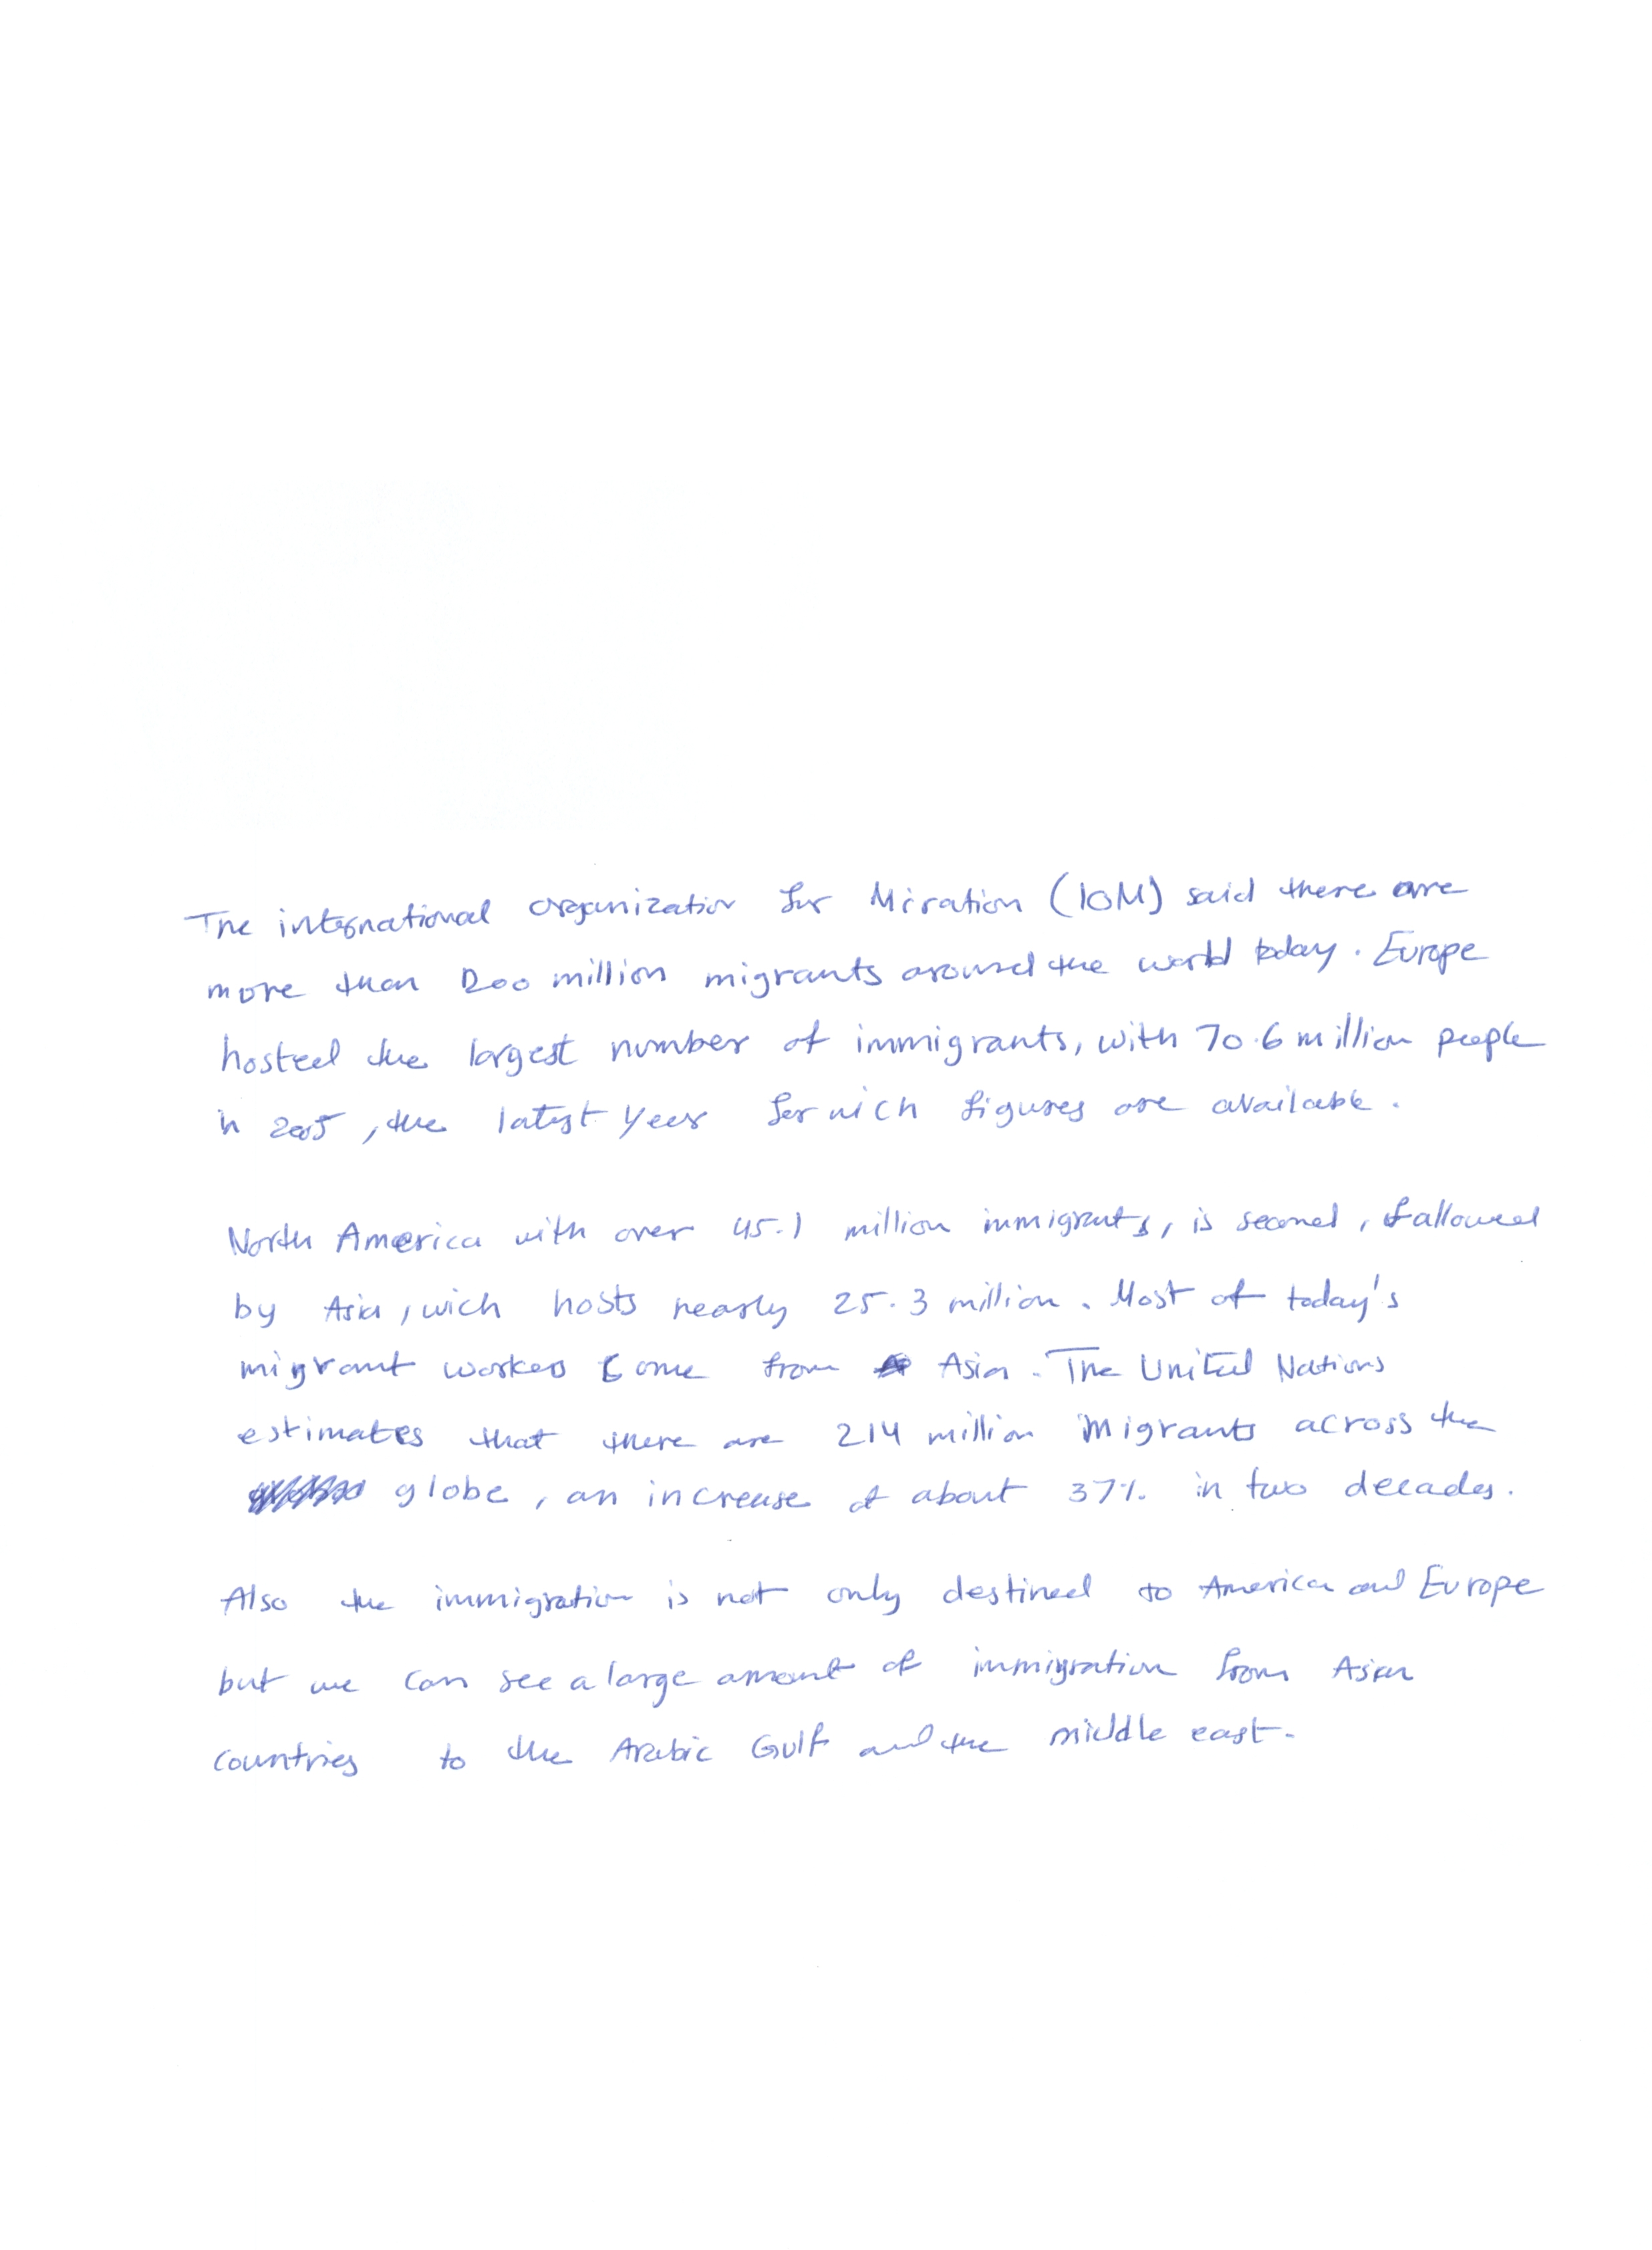 The international organization for Miration (IOM) said there are
more than 200 million migrants around the world today. Europe
hosted the largest number of immigrants, with 70.6 million people
in 2005, the latest year for wich figures are available.
North America with over 45.1 million immigrants, is second, fallowed
by Asia, wich hosts nearly 25.3 million. Most of today's
migrant workers come from Asia. The United Nations
estimates that there are 214 million migrants across the
globe, an increase of about 37% in two decades.
Also the immigration is not only destined to America and Europe
but we can see a large amount of immigration from Asian
countries to the Arabic Gulf and the middle east.